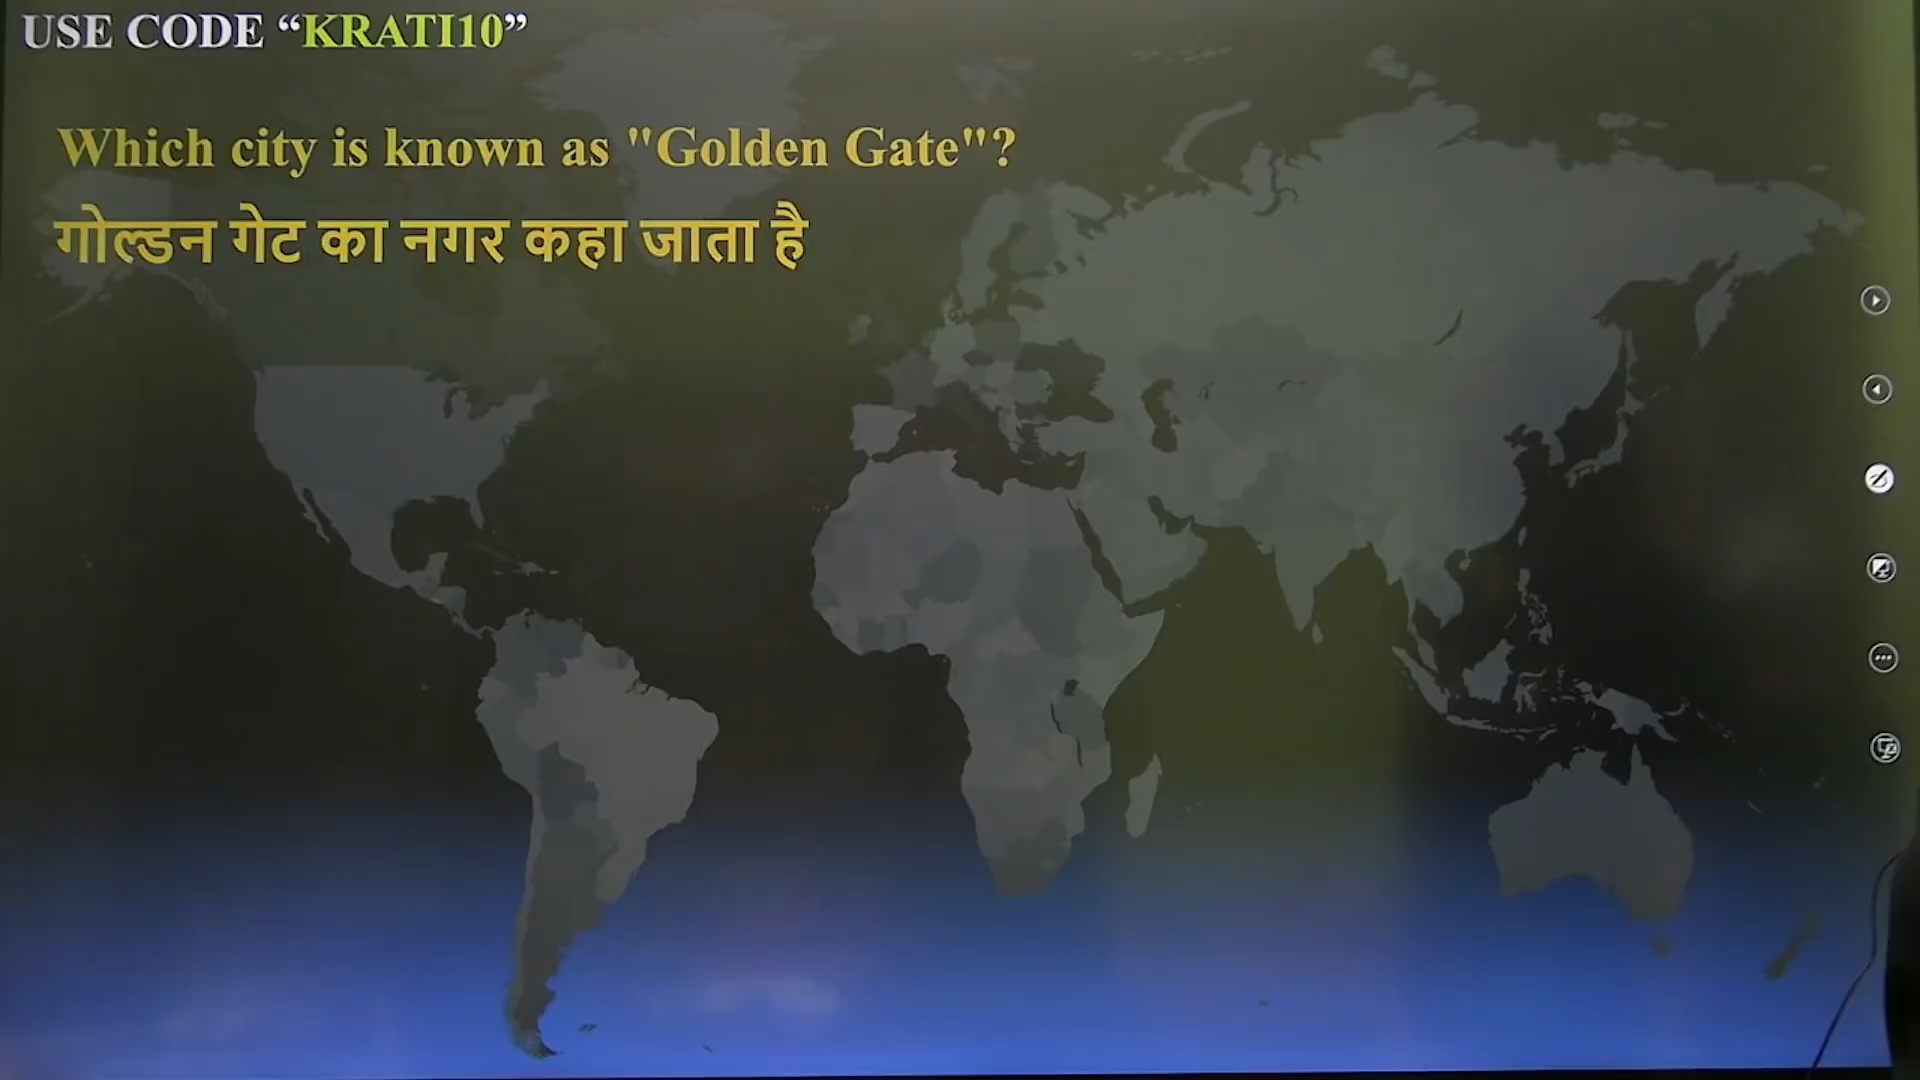 USE CODE “KRATI10”
Which city is known as "Golden Gate"?
गोल्डन गेट का नगर कहा जाता है